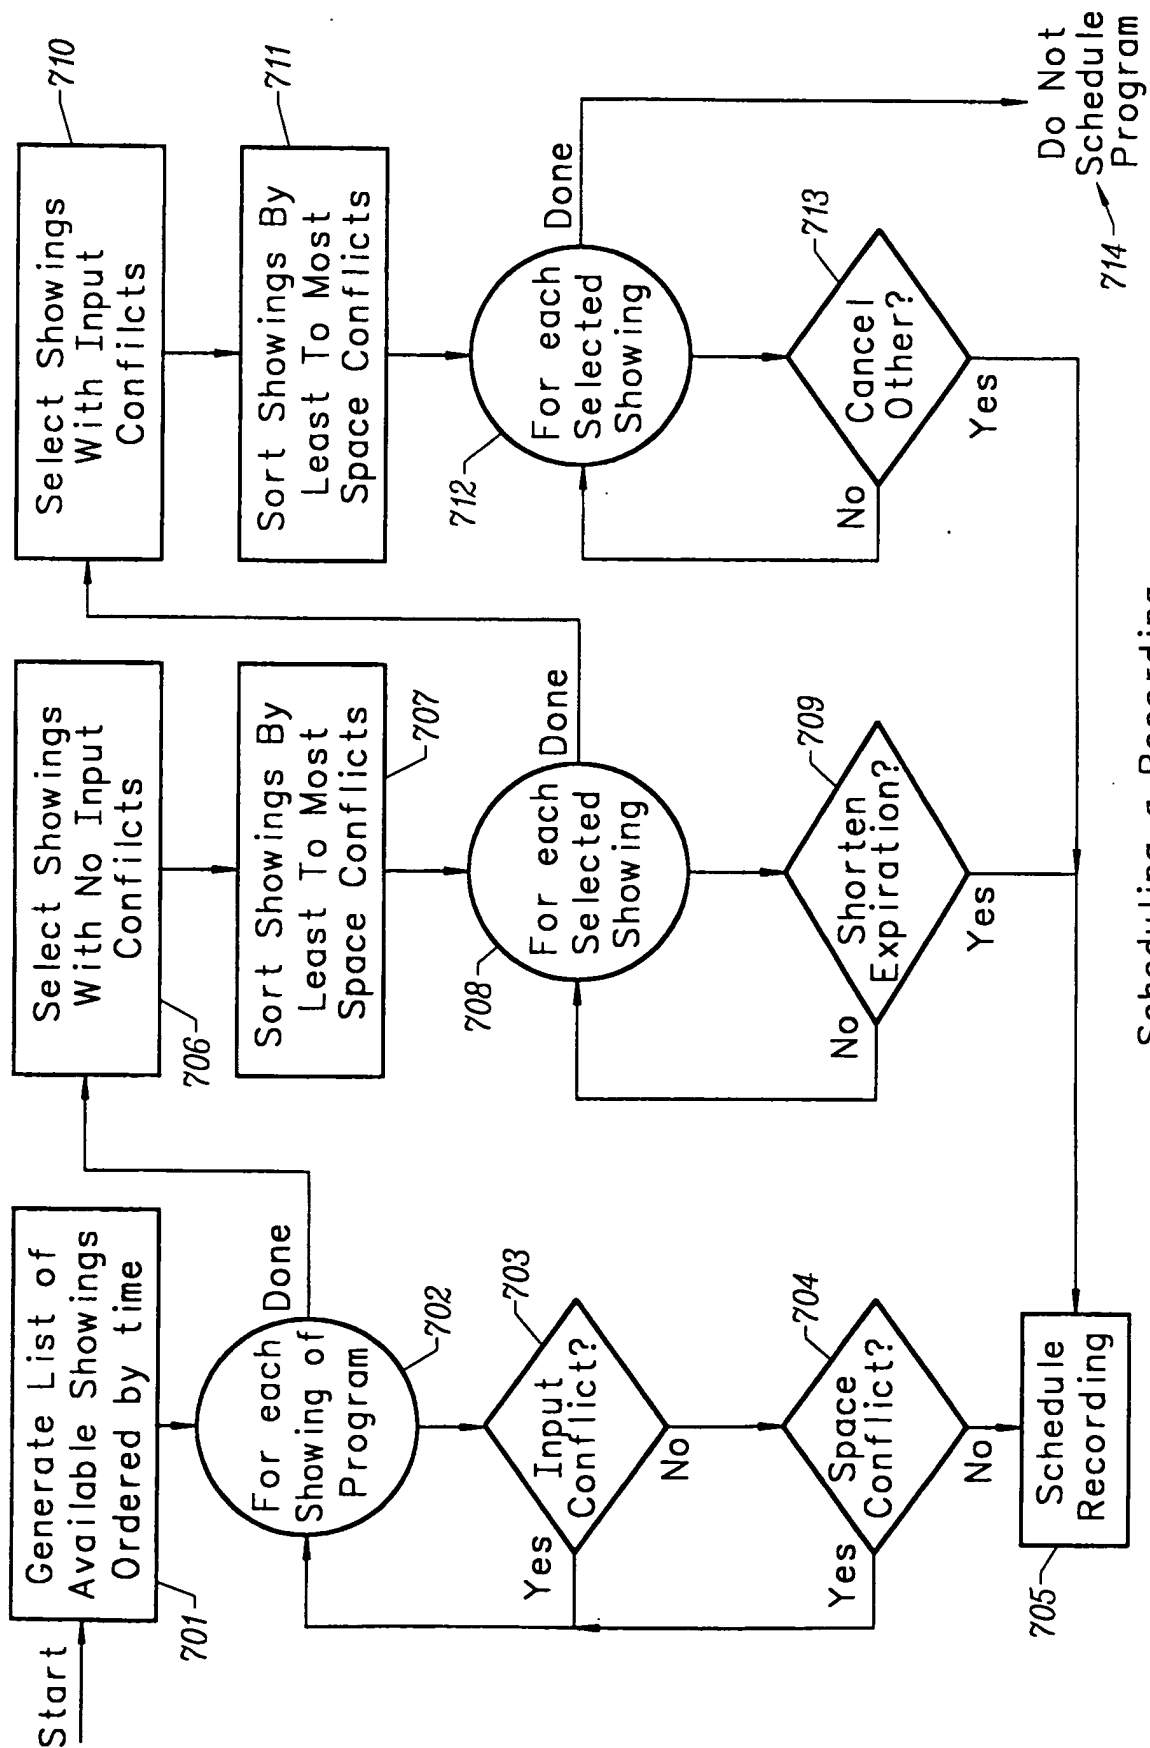 Start
Generate List of
Available Showings
Ordered by time
701
For each
Showing of
Program
Done
702
Input
Conflict?
703
Yes
No
Space
Conflict?
704
Yes
No
Schedule
Recording
705
Select Showings
With No Input
Confilcts
706
Sort Showings By
Least To Most
Space Conflicts
707
For each
Selected
Showing
Done
708
Shorten
Expiration?
709
No
Yes
Select Showings
With Input
Confilcts
710
Sort Showings By
Least To Most
Space Conflicts
711
For each
Selected
Showing
Done
712
Cancel
Other?
713
No
Yes
Do Not
Schedule
Program
714
Scheduling a Recording